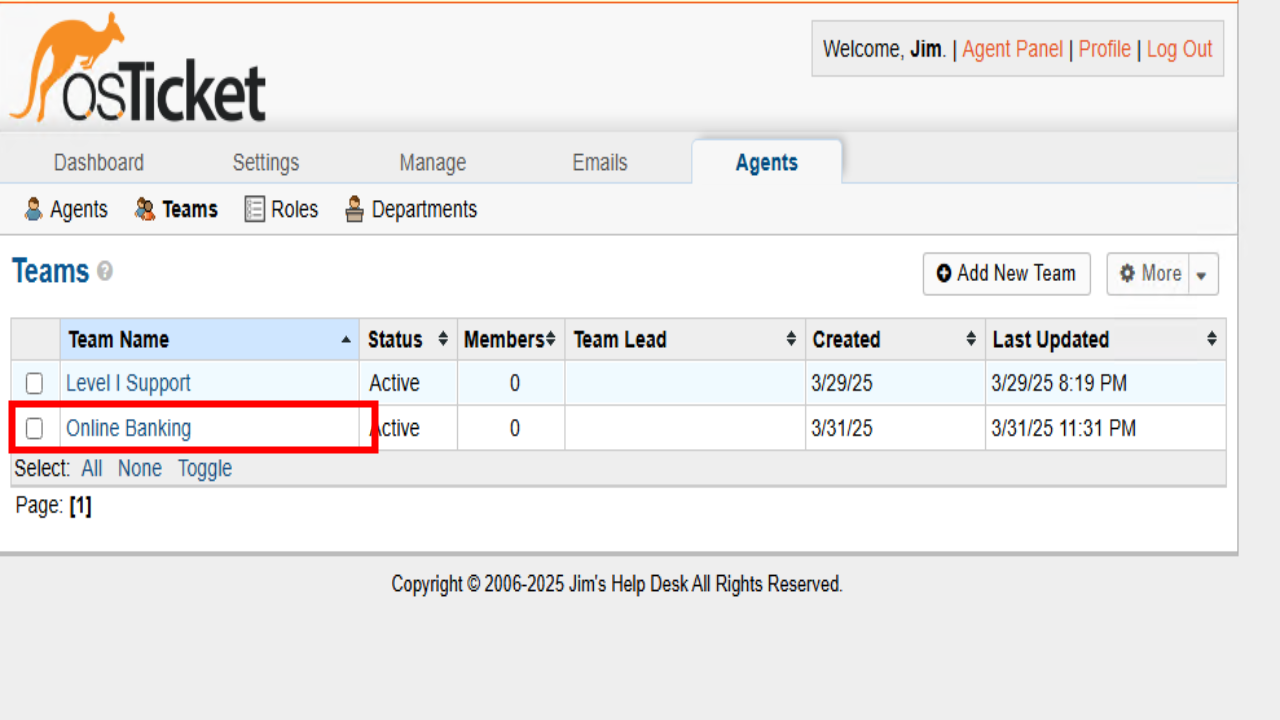 osTicket
Welcome, Jim. | Agent Panel | Profile | Log Out
Dashboard Settings Manage Emails Agents
Agents Teams Roles Departments
Teams
Add New Team More
Team Name Status Members Team Lead Created Last Updated
Level I Support Active 0 3/29/25 3/29/25 8:19 PM
Online Banking Active 0 3/31/25 3/31/25 11:31 PM
Select: All None Toggle
Page: [1]
Copyright © 2006-2025 Jim's Help Desk All Rights Reserved.